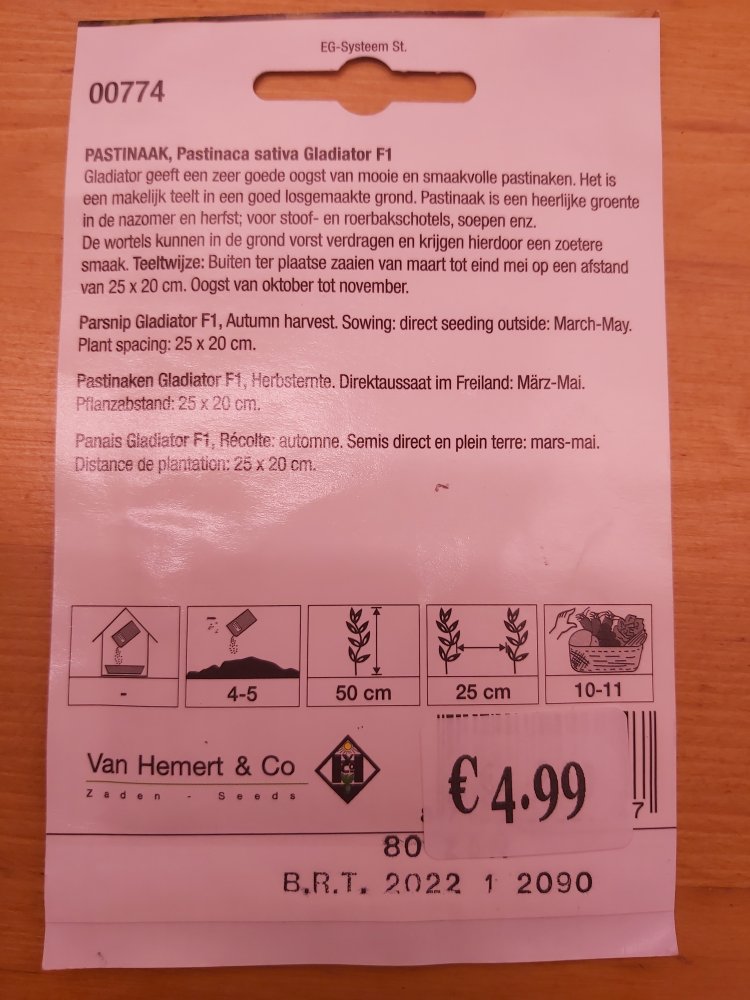 EG-Systeem St.
00774
PASTINAAK, Pastinaca sativa Gladiator F1
Gladiator geeft een zeer goede oogst van mooie en smaakvolle pastinaken. Het is
een makelijk teelt in een goed losgemaakte grond. Pastinaak is een heerlijke groente
in de nazomer en herfst; voor stoof- en roerbakschotels, soepen enz.
De wortels kunnen in de grond vorst verdragen en krijgen hierdoor een zoetere
smaak. Teeltwijze: Buiten ter plaatse zaaien van maart tot eind mei op een afstand
van 25 x 20 cm. Oogst van oktober tot november.
Parsnip Gladiator F1, Autumn harvest. Sowing: direct seeding outside: March-May.
Plant spacing: 25 x 20 cm.
Pastinaken Gladiator F1, Herbsternte. Direktaussaat im Freiland: März-Mai.
Pflanzabstand: 25 x 20 cm.
Panais Gladiator F1, Récolte: automne. Semis direct en plein terre: mars-mai.
Distance de plantation: 25 x 20 cm.
- 4-5 50 cm 25 cm 10-11
Van Hemert & Co
Zaden - Seeds
€ 4.99
7
80
B.R.T. 2022 1 2090